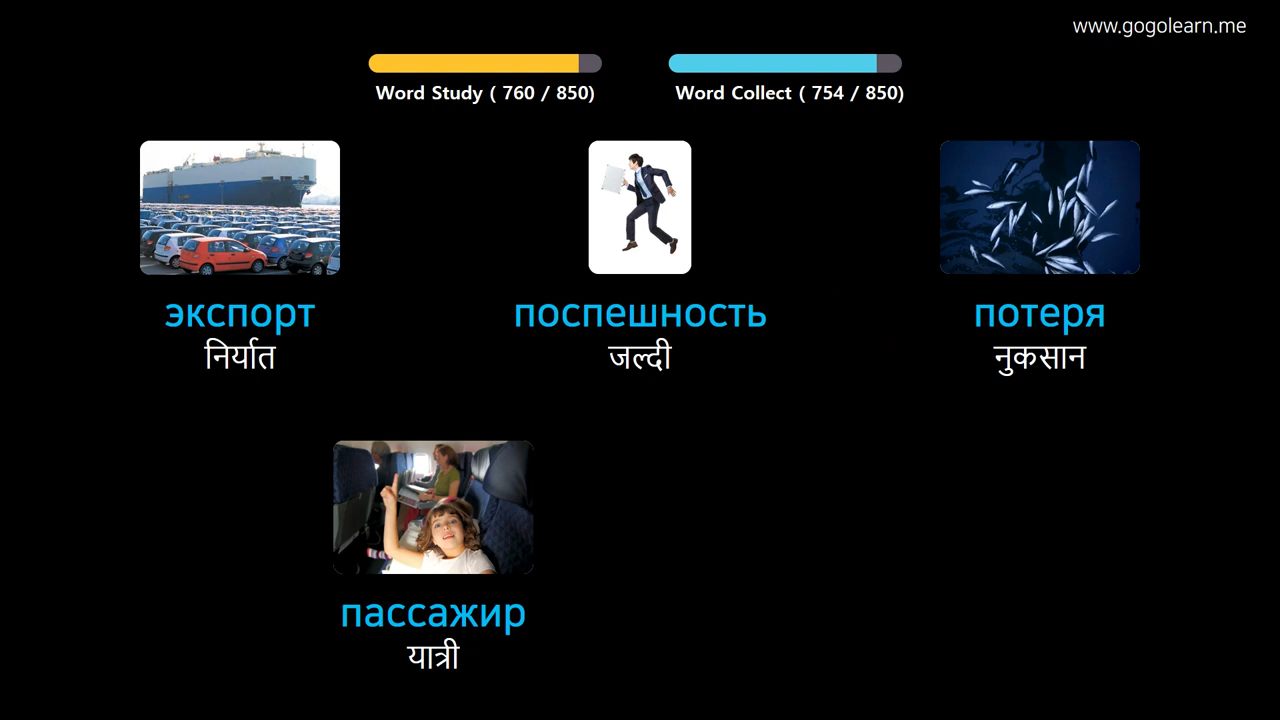 www.gogolearn.me
Word Study ( 760 / 850)
Word Collect ( 754 / 850)
экспорт
निर्यात
поспешность
जल्दी
потеря
नुकसान
пассажир
यात्री